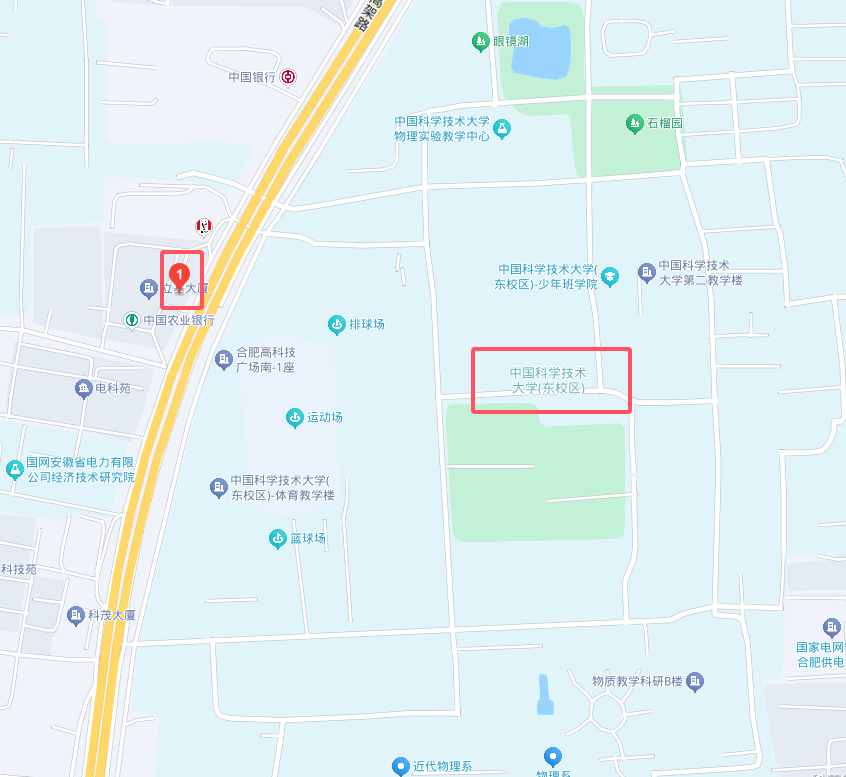 眼镜湖
中国银行
中国科学技术大学
物理实验教学中心
石榴园
中国科学技术大学(
东校区)-少年班学院
中国科学技术
大学第二教学楼
1
立基大厦
中国农业银行
排球场
合肥高科技
广场南-1座
中国科学技术
大学(东校区)
电科苑
运动场
国网安徽省电力有限
公司经济技术研究院
中国科学技术大学(
东校区)-体育教学楼
篮球场
科技苑
科茂大厦
国家电网
合肥供电
物质教学科研B楼
近代物理系
物理系